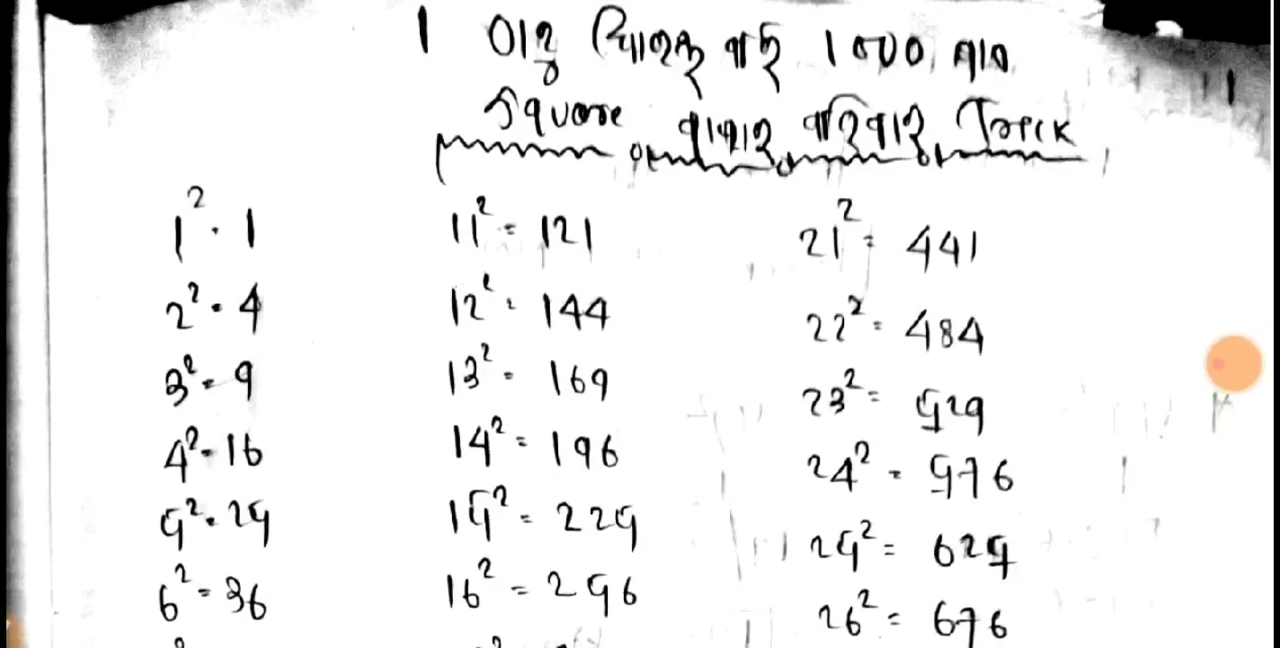 1 ଠାରୁ 1000
Square Trick
1² = 1 11² = 121 21² = 441
2² = 4 12² = 144 22² = 484
3² = 9 13² = 169 23² = 529
4² = 16 14² = 196 24² = 576
5² = 25 15² = 225 25² = 625
6² = 36 16² = 256 26² = 676